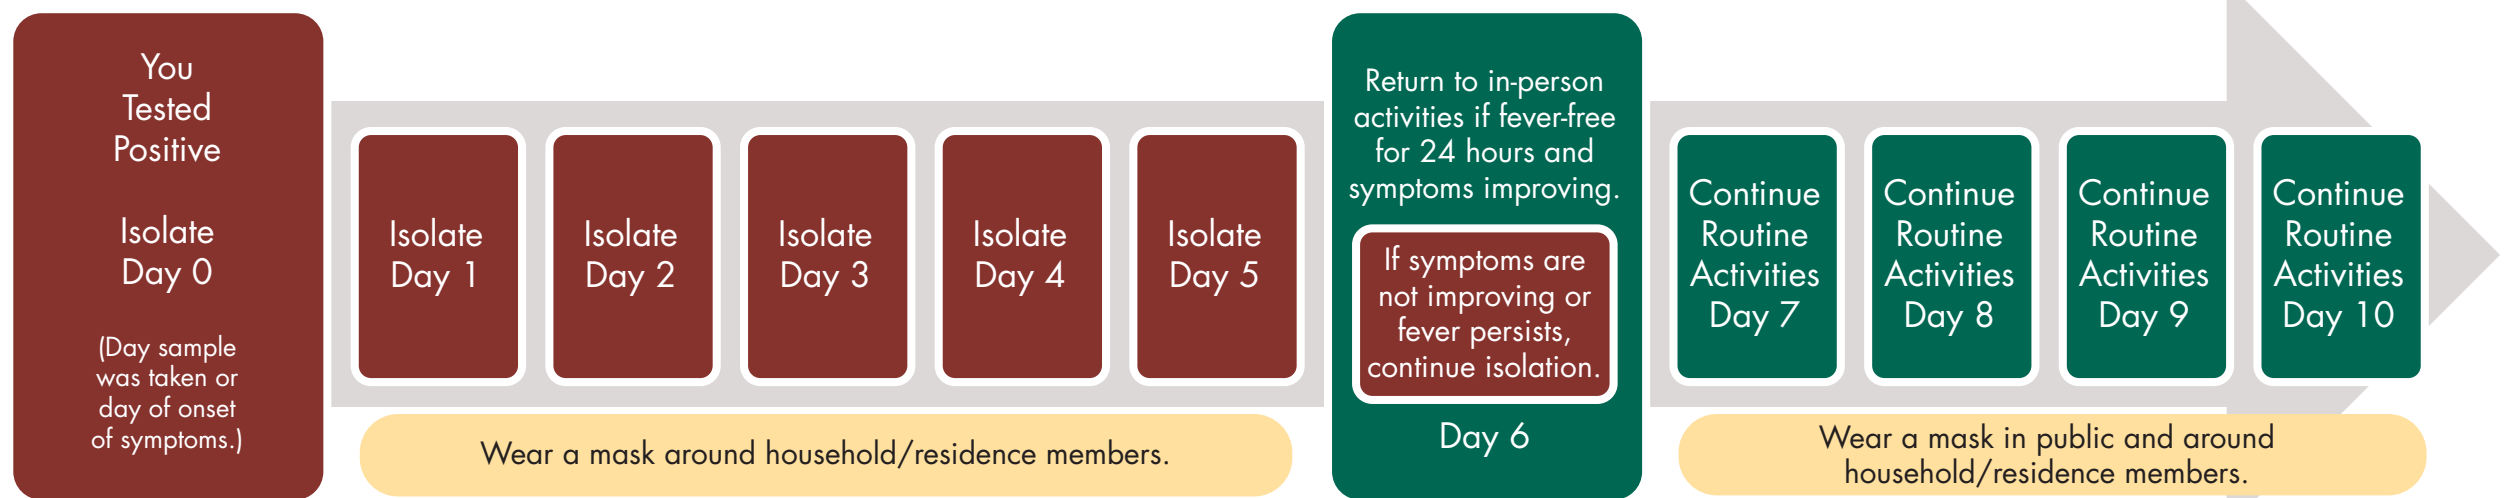 You
Tested
Positive
Isolate
Day 0
(Day sample
was taken or
day of onset
of symptoms.)
Isolate
Day 1
Isolate
Day 2
Isolate
Day 3
Isolate
Day 4
Isolate
Day 5
Wear a mask around household/residence members.
Return to in-person
activities if fever-free
for 24 hours and
symptoms improving.
If symptoms are
not improving or
fever persists,
continue isolation.
Day 6
Continue
Routine
Activities
Day 7
Continue
Routine
Activities
Day 8
Continue
Routine
Activities
Day 9
Continue
Routine
Activities
Day 10
Wear a mask in public and around
household/residence members.